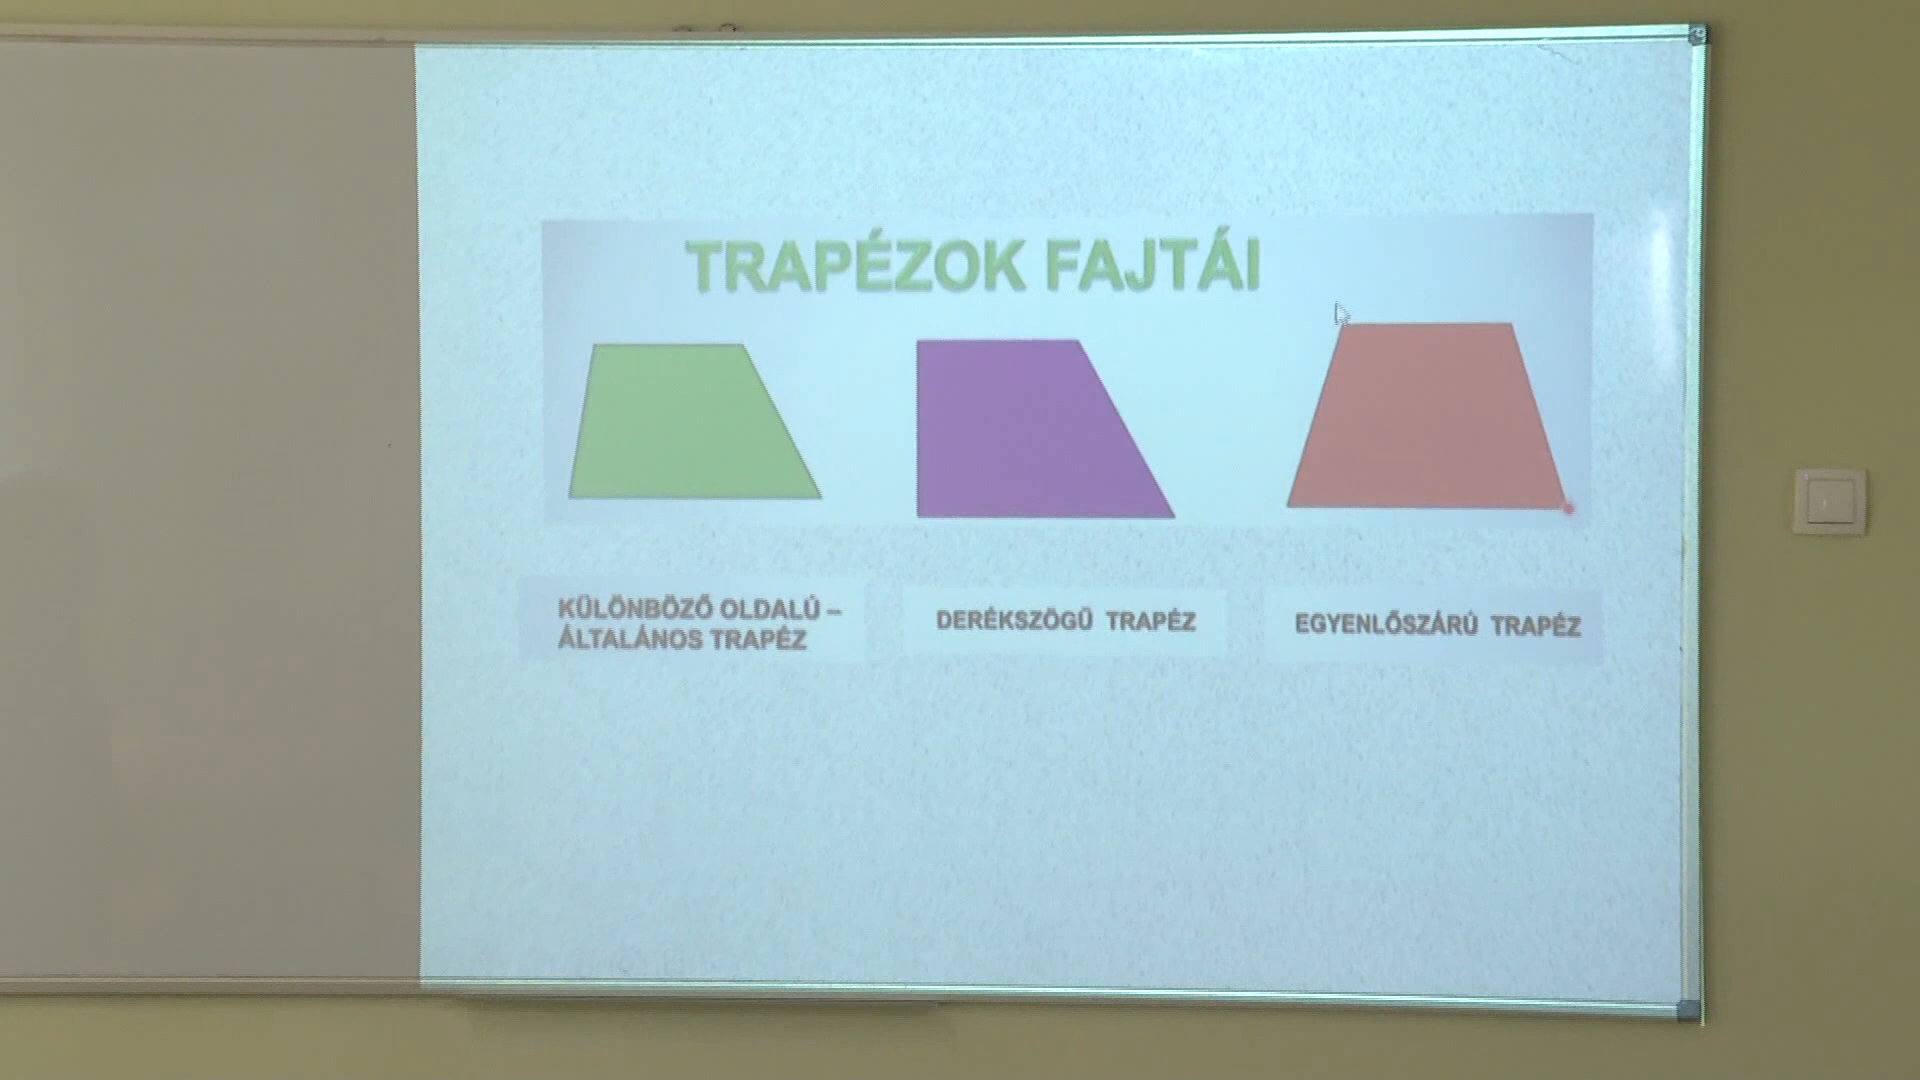 TRAPÉZOK FAJTÁI
KÜLÖNBÖZŐ OLDALÚ –
ÁLTALÁNOS TRAPÉZ
DERÉKSZÖGŰ TRAPÉZ
EGYENLŐSZÁRÚ TRAPÉZ